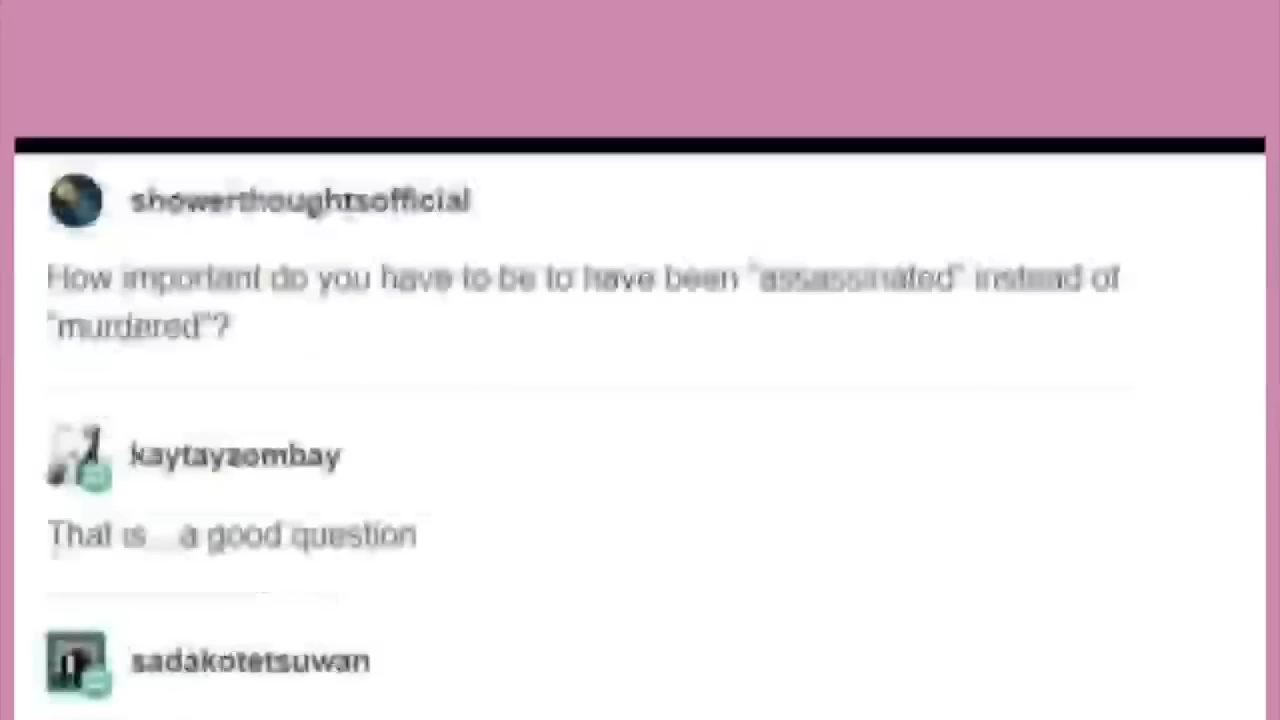 showerthoughtsofficial
How important do you have to be to have been "assassinated" instead of
"murdered"?
kaytayzombay
That is... a good question
sadakotetsuwan